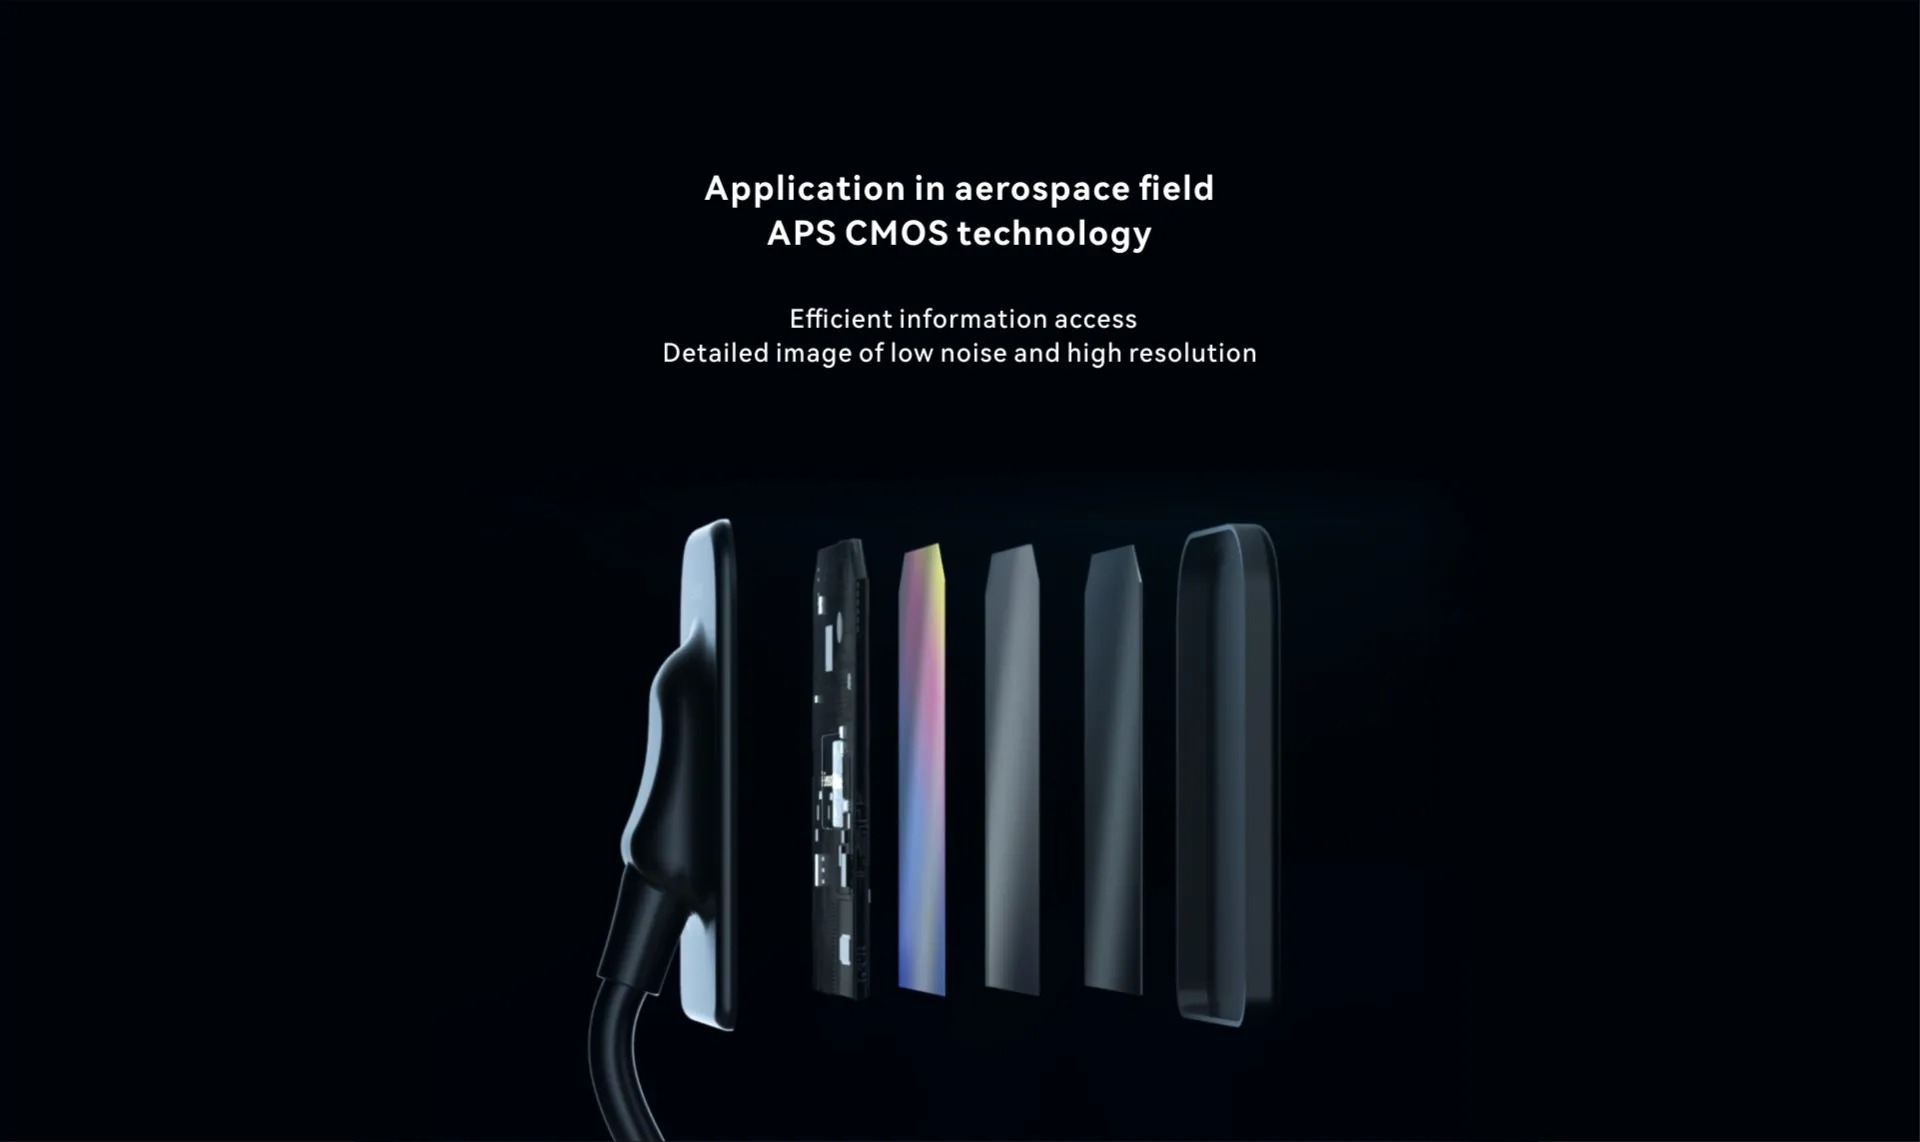 Application in aerospace field
APS CMOS technology
Efficient information access
Detailed image of low noise and high resolution